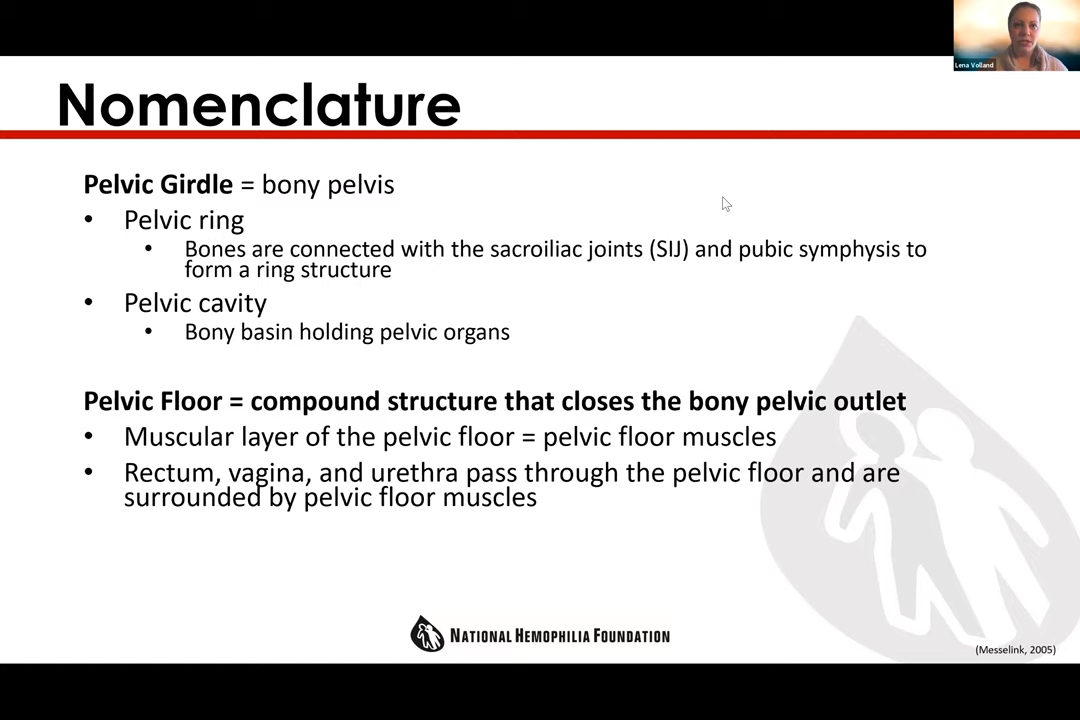 Lena Volland
Nomenclature
Pelvic Girdle = bony pelvis
• Pelvic ring
• Bones are connected with the sacroiliac joints (SIJ) and pubic symphysis to
form a ring structure
• Pelvic cavity
• Bony basin holding pelvic organs
Pelvic Floor = compound structure that closes the bony pelvic outlet
• Muscular layer of the pelvic floor = pelvic floor muscles
• Rectum, vagina, and urethra pass through the pelvic floor and are
surrounded by pelvic floor muscles
NATIONAL HEMOPHILIA FOUNDATION
(Messelink, 2005)